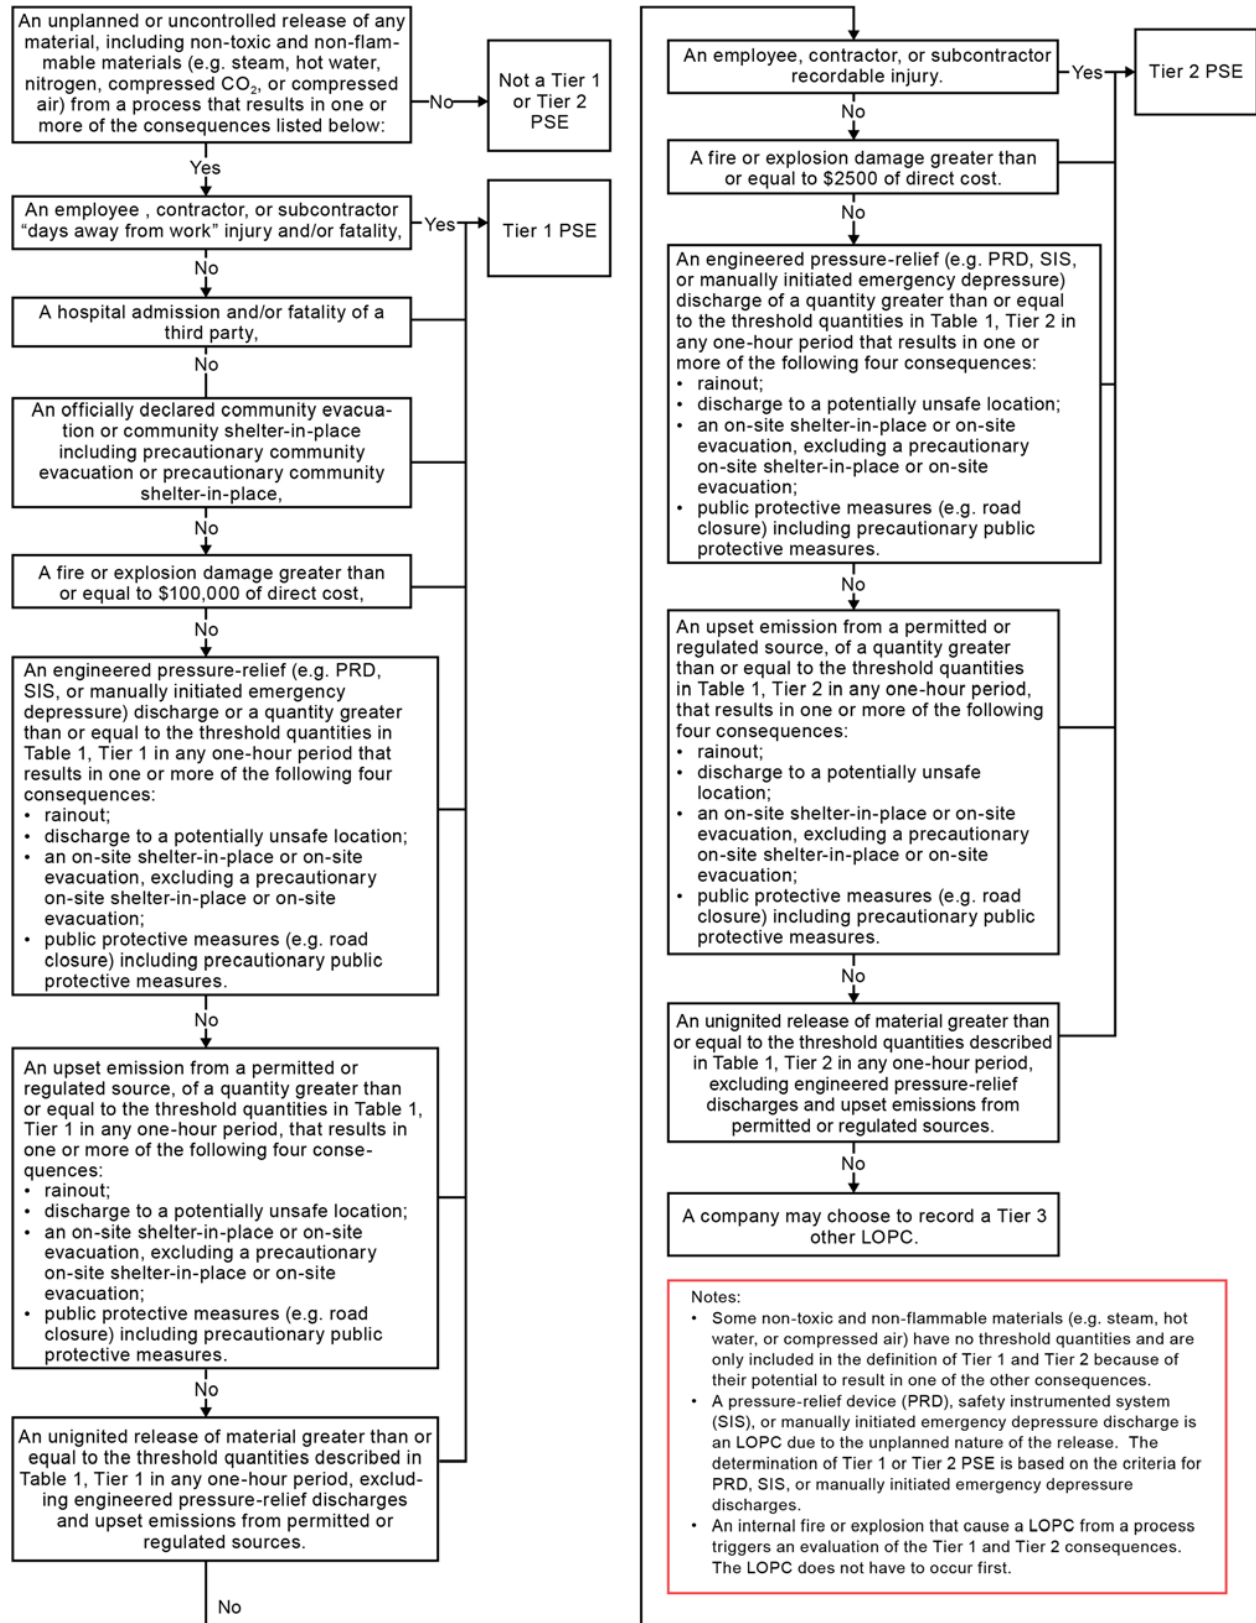 An unplanned or uncontrolled release of any
material, including non-toxic and non-flam-
mable materials (e.g. steam, hot water,
nitrogen, compressed CO₂, or compressed
air) from a process that results in one or
more of the consequences listed below:
No
Not a Tier 1
or Tier 2
PSE
Yes
An employee , contractor, or subcontractor
“days away from work” injury and/or fatality,
Yes
Tier 1 PSE
No
A hospital admission and/or fatality of a
third party,
No
An officially declared community evacua-
tion or community shelter-in-place
including precautionary community
evacuation or precautionary community
shelter-in-place,
No
A fire or explosion damage greater than
or equal to $100,000 of direct cost,
No
An engineered pressure-relief (e.g. PRD,
SIS, or manually initiated emergency
depressure) discharge or a quantity greater
than or equal to the threshold quantities in
Table 1, Tier 1 in any one-hour period that
results in one or more of the following four
consequences:
• rainout;
• discharge to a potentially unsafe location;
• an on-site shelter-in-place or on-site
evacuation, excluding a precautionary
on-site shelter-in-place or on-site
evacuation;
• public protective measures (e.g. road
closure) including precautionary public
protective measures.
No
An upset emission from a permitted or
regulated source, of a quantity greater than
or equal to the threshold quantities in Table 1,
Tier 1 in any one-hour period, that results in
one or more of the following four conse-
quences:
• rainout;
• discharge to a potentially unsafe location;
• an on-site shelter-in-place or on-site
evacuation, excluding a precautionary
on-site shelter-in-place or on-site
evacuation;
• public protective measures (e.g. road
closure) including precautionary public
protective measures.
No
An unignited release of material greater than or
equal to the threshold quantities described in
Table 1, Tier 1 in any one-hour period, exclud-
ing engineered pressure-relief discharges
and upset emissions from permitted or
regulated sources.
No
An employee, contractor, or subcontractor
recordable injury.
Yes
Tier 2 PSE
No
A fire or explosion damage greater than
or equal to $2500 of direct cost.
No
An engineered pressure-relief (e.g. PRD, SIS,
or manually initiated emergency depressure)
discharge of a quantity greater than or equal
to the threshold quantities in Table 1, Tier 2 in
any one-hour period that results in one or
more of the following four consequences:
• rainout;
• discharge to a potentially unsafe location;
• an on-site shelter-in-place or on-site
evacuation, excluding a precautionary
on-site shelter-in-place or on-site
evacuation;
• public protective measures (e.g. road
closure) including precautionary public
protective measures.
No
An upset emission from a permitted or
regulated source, of a quantity greater
than or equal to the threshold quantities
in Table 1, Tier 2 in any one-hour period,
that results in one or more of the following
four consequences:
• rainout;
• discharge to a potentially unsafe
location;
• an on-site shelter-in-place or on-site
evacuation, excluding a precautionary
on-site shelter-in-place or on-site
evacuation;
• public protective measures (e.g. road
closure) including precautionary public
protective measures.
No
An unignited release of material greater than
or equal to the threshold quantities described
in Table 1, Tier 2 in any one-hour period,
excluding engineered pressure-relief
discharges and upset emissions from
permitted or regulated sources.
No
A company may choose to record a Tier 3
other LOPC.
Notes:
• Some non-toxic and non-flammable materials (e.g. steam, hot
water, or compressed air) have no threshold quantities and are
only included in the definition of Tier 1 and Tier 2 because of
their potential to result in one of the other consequences.
• A pressure-relief device (PRD), safety instrumented system
(SIS), or manually initiated emergency depressure discharge is
an LOPC due to the unplanned nature of the release. The
determination of Tier 1 or Tier 2 PSE is based on the criteria for
PRD, SIS, or manually initiated emergency depressure
discharges.
• An internal fire or explosion that cause a LOPC from a process
triggers an evaluation of the Tier 1 and Tier 2 consequences.
The LOPC does not have to occur first.